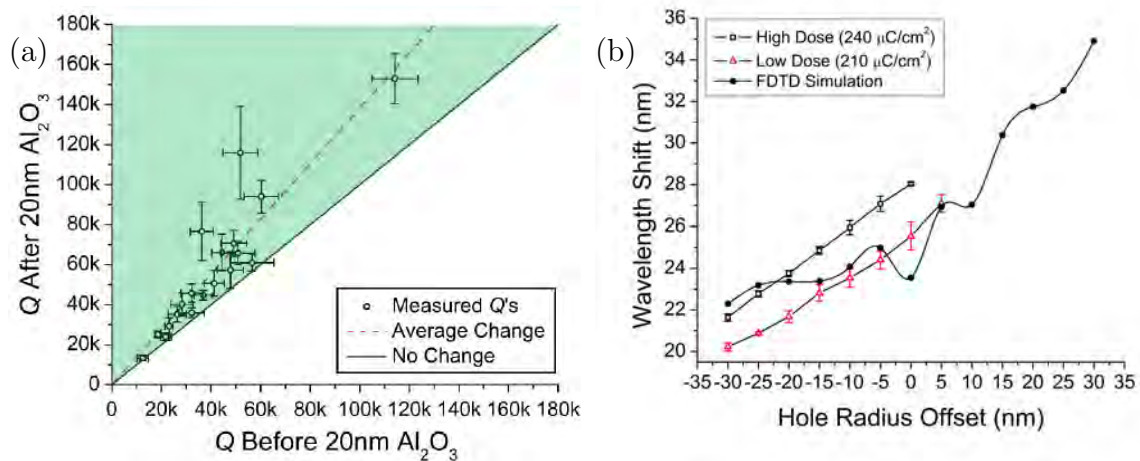 (a)
180k
160k
140k
120k
100k
80k
60k
40k
20k
0
0 20k 40k 60k 80k 100k 120k 140k 180k
Q After 20nm Al₂O₃
Q Before 20nm Al₂O₃
Measured Q's
Average Change
No Change
(b)
36
34
32
30
28
26
24
22
20
-35 -30 -25 -20 -15 -10 -5 0 5 10 15 20 25 30 35
Wavelength Shift (nm)
Hole Radius Offset (nm)
High Dose (240 μC/cm²)
Low Dose (210 μC/cm²)
FDTD Simulation